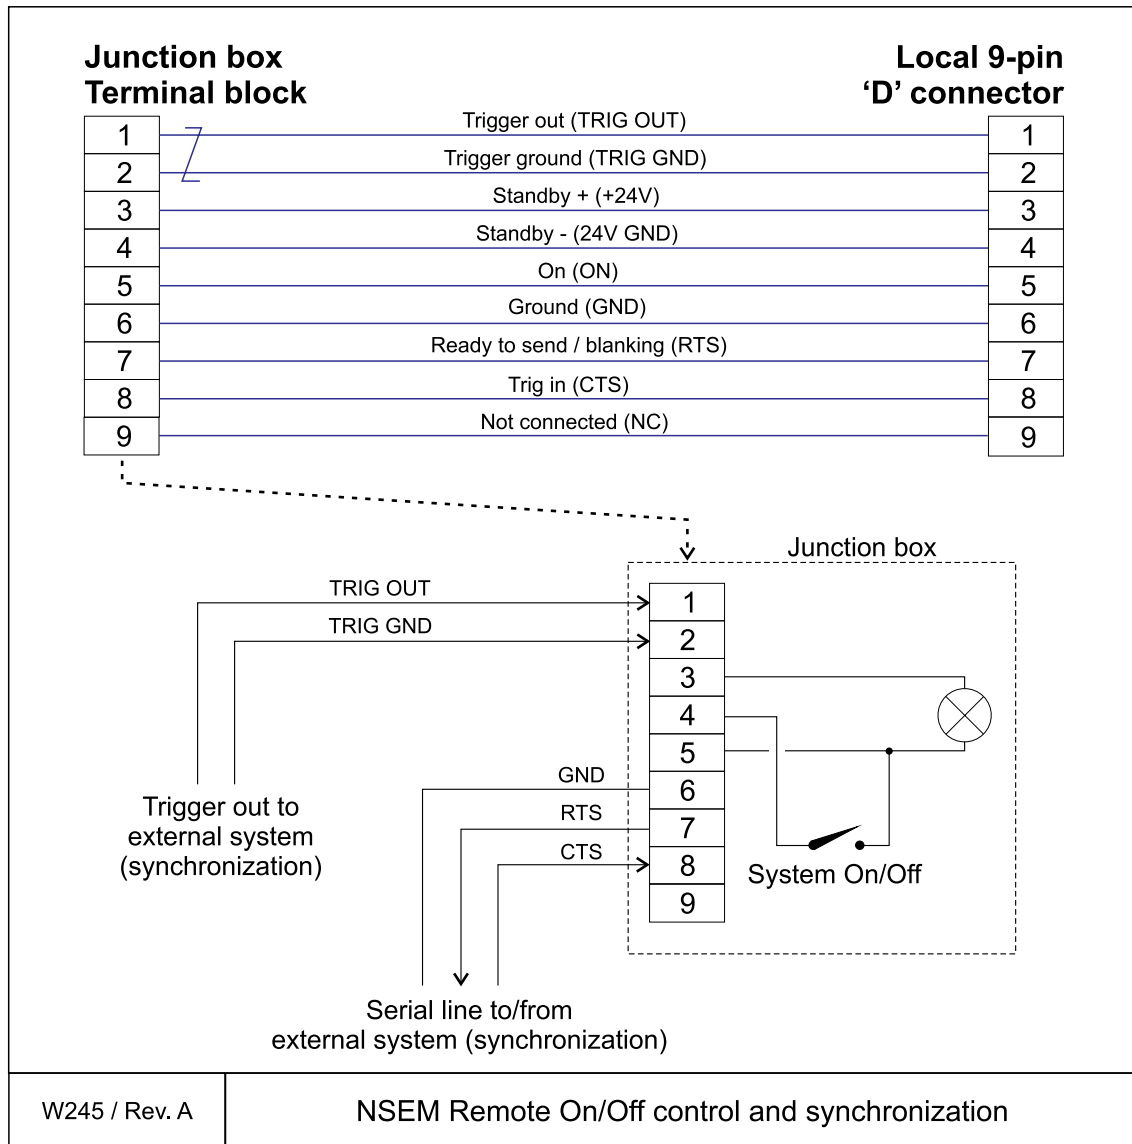 Junction box
Terminal block
Local 9-pin
‘D’ connector
1 Trigger out (TRIG OUT) 1
2 Trigger ground (TRIG GND) 2
3 Standby + (+24V) 3
4 Standby - (24V GND) 4
5 On (ON) 5
6 Ground (GND) 6
7 Ready to send / blanking (RTS) 7
8 Trig in (CTS) 8
9 Not connected (NC) 9
Junction box
TRIG OUT 1
TRIG GND 2
3
4
5
GND 6
RTS 7
CTS 8
9
System On/Off
Trigger out to
external system
(synchronization)
Serial line to/from
external system (synchronization)
W245 / Rev. A
NSEM Remote On/Off control and synchronization